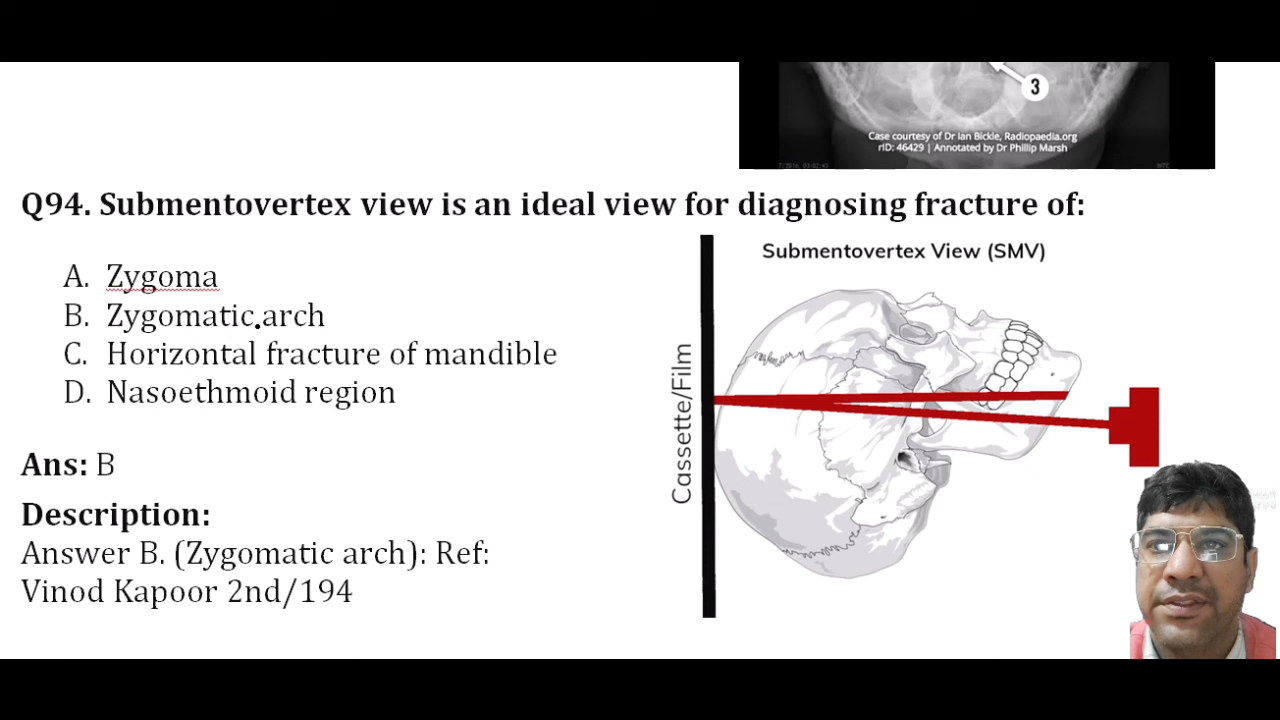 3
Case courtesy of Dr Ian Bickle, Radiopaedia.org
rID: 46429 | Annotated by Dr Phillip Marsh
Q94. Submentovertex view is an ideal view for diagnosing fracture of:
A. Zygoma
B. Zygomatic arch
C. Horizontal fracture of mandible
D. Nasoethmoid region
Ans: B
Description:
Answer B. (Zygomatic arch): Ref:
Vinod Kapoor 2nd/194
Submentovertex View (SMV)
Cassette/Film